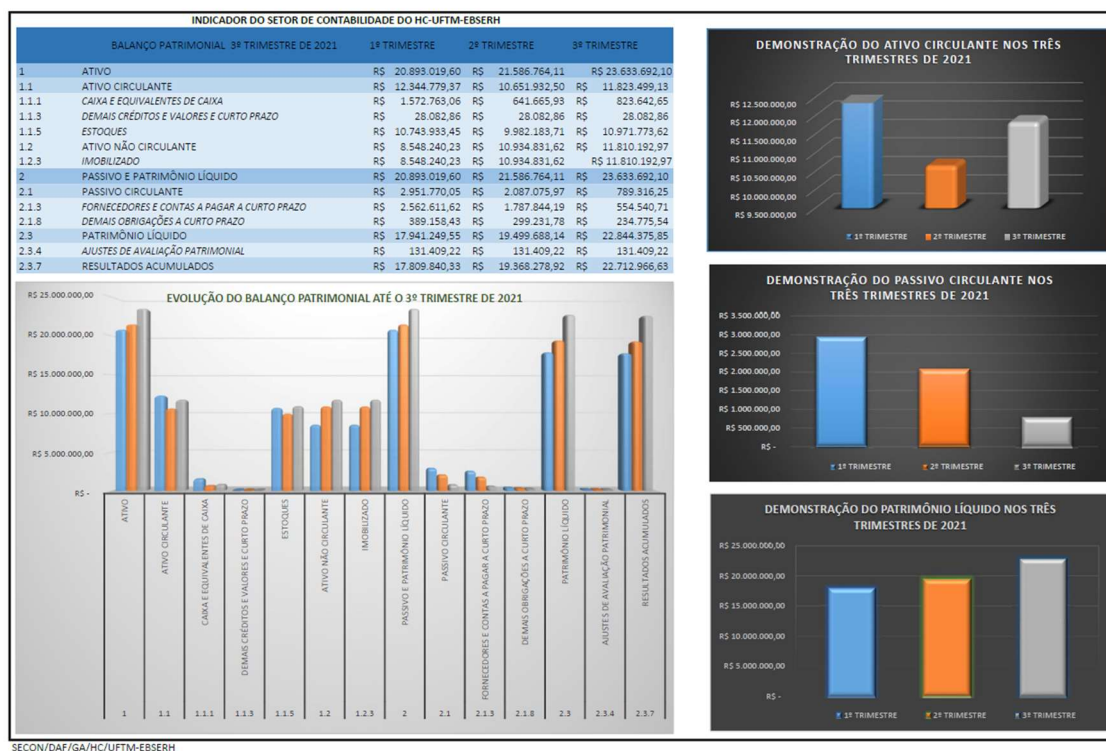 INDICADOR DO SETOR DE CONTABILIDADE DO HC-UFTM-EBSERH
BALANÇO PATRIMONIAL 3º TRIMESTRE DE 2021 1º TRIMESTRE 2º TRIMESTRE 3º TRIMESTRE
1 ATIVO R$ 20.893.019,60 R$ 21.586.764,11 R$ 23.633.692,10
1.1 ATIVO CIRCULANTE R$ 12.344.779,37 R$ 10.651.932,50 R$ 11.823.499,13
1.1.1 CAIXA E EQUIVALENTES DE CAIXA R$ 1.572.763,06 R$ 641.665,93 R$ 823.642,65
1.1.3 DEMAIS CRÉDITOS E VALORES E CURTO PRAZO R$ 28.082,86 R$ 28.082,86 R$ 28.082,86
1.1.5 ESTOQUES R$ 10.743.933,45 R$ 9.982.183,71 R$ 10.971.773,62
1.2 ATIVO NÃO CIRCULANTE R$ 8.548.240,23 R$ 10.934.831,62 R$ 11.810.192,97
1.2.3 IMOBILIZADO R$ 8.548.240,23 R$ 10.934.831,62 R$ 11.810.192,97
2 PASSIVO E PATRIMÔNIO LÍQUIDO R$ 20.893.019,60 R$ 21.586.764,11 R$ 23.633.692,10
2.1 PASSIVO CIRCULANTE R$ 2.951.770,05 R$ 2.087.075,97 R$ 789.316,25
2.1.3 FORNECEDORES E CONTAS A PAGAR A CURTO PRAZO R$ 2.562.611,62 R$ 1.787.844,19 R$ 554.540,71
2.1.8 DEMAIS OBRIGAÇÕES A CURTO PRAZO R$ 389.158,43 R$ 299.231,78 R$ 234.775,54
2.3 PATRIMÔNIO LÍQUIDO R$ 17.941.249,55 R$ 19.499.688,14 R$ 22.844.375,85
2.3.4 AJUSTES DE AVALIAÇÃO PATRIMONIAL R$ 131.409,22 R$ 131.409,22 R$ 131.409,22
2.3.7 RESULTADOS ACUMULADOS R$ 17.809.840,33 R$ 19.368.278,92 R$ 22.712.966,63
EVOLUÇÃO DO BALANÇO PATRIMONIAL ATÉ O 3º TRIMESTRE DE 2021
R$ 25.000.000,00
R$ 20.000.000,00
R$ 15.000.000,00
R$ 10.000.000,00
R$ 5.000.000,00
R$ -
ATIVO
ATIVO CIRCULANTE
CAIXA E EQUIVALENTES DE CAIXA
DEMAIS CRÉDITOS E VALORES E CURTO PRAZO
ESTOQUES
ATIVO NÃO CIRCULANTE
IMOBILIZADO
PASSIVO E PATRIMÔNIO LÍQUIDO
PASSIVO CIRCULANTE
FORNECEDORES E CONTAS A PAGAR A CURTO PRAZO
DEMAIS OBRIGAÇÕES A CURTO PRAZO
PATRIMÔNIO LÍQUIDO
AJUSTES DE AVALIAÇÃO PATRIMONIAL
RESULTADOS ACUMULADOS
1 1.1 1.1.1 1.1.3 1.1.5 1.2 1.2.3 2 2.1 2.1.3 2.1.8 2.3 2.3.4 2.3.7
DEMONSTRAÇÃO DO ATIVO CIRCULANTE NOS TRÊS
TRIMESTRES DE 2021
R$ 12.500.000,00
R$ 12.000.000,00
R$ 11.500.000,00
R$ 11.000.000,00
R$ 10.500.000,00
R$ 10.000.000,00
R$ 9.500.000,00
1º TRIMESTRE 2º TRIMESTRE 3º TRIMESTRE
DEMONSTRAÇÃO DO PASSIVO CIRCULANTE NOS
TRÊS TRIMESTRES DE 2021
R$ 3.500.000,00
R$ 3.000.000,00
R$ 2.500.000,00
R$ 2.000.000,00
R$ 1.500.000,00
R$ 1.000.000,00
R$ 500.000,00
R$ -
1º TRIMESTRE 2º TRIMESTRE 3º TRIMESTRE
DEMONSTRAÇÃO DO PATRIMÔNIO LÍQUIDO NOS TRÊS
TRIMESTRES DE 2021
R$ 25.000.000,00
R$ 20.000.000,00
R$ 15.000.000,00
R$ 10.000.000,00
R$ 5.000.000,00
R$ -
1º TRIMESTRE 2º TRIMESTRE 3º TRIMESTRE
SECON/DAF/GA/HC/UFTM-EBSERH